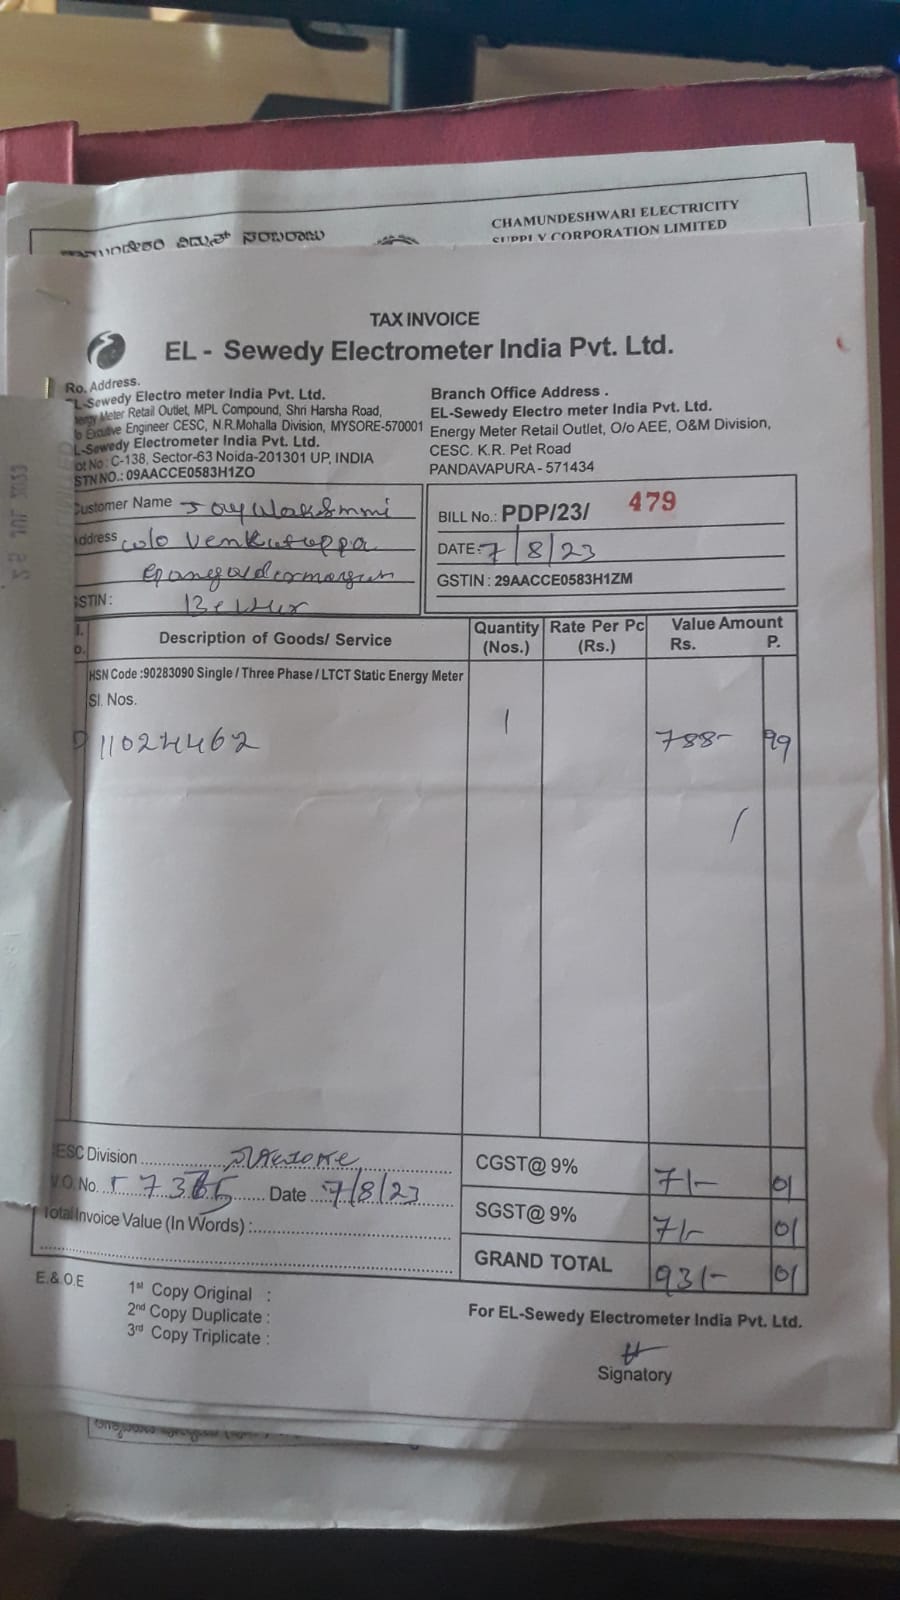 CHAMUNDESHWARI ELECTRICITY
SUPPLY CORPORATION LIMITED
TAX INVOICE
EL - Sewedy Electrometer India Pvt. Ltd.
Ro. Address.
EL-Sewedy Electro meter India Pvt. Ltd.
Energy Meter Retail Outlet, MPL Compound, Shri Harsha Road,
Engineer CESC, N.R.Mohalla Division, MYSORE-570001
L-Sewedy Electrometer India Pvt. Ltd.
ot No : C-138, Sector-63 Noida-201301 UP, INDIA
STN NO.: 09AACCE0583H1ZO
Branch Office Address .
EL-Sewedy Electro meter India Pvt. Ltd.
Energy Meter Retail Outlet, O/o AEE, O&M Division,
CESC. K.R. Pet Road
PANDAVAPURA - 571434
Customer Name
Address Venkatappa
GSTIN :
BILL No.: PDP/23/ 479
DATE: 7/8/23
GSTIN : 29AACCE0583H1ZM
Description of Goods/ Service
Quantity (Nos.)
Rate Per Pc (Rs.)
Value Amount
Rs. P.
HSN Code :90283090 Single / Three Phase / LTCT Static Energy Meter
Sl. Nos.
11024462 1 788- 99
ESC Division
V.O. No. Date 7/8/23
Total Invoice Value (In Words) :
CGST@ 9% 71- 01
SGST@ 9% 71- 01
GRAND TOTAL 931- 01
E.& O.E
1st Copy Original :
2nd Copy Duplicate :
3rd Copy Triplicate :
For EL-Sewedy Electrometer India Pvt. Ltd.
Signatory